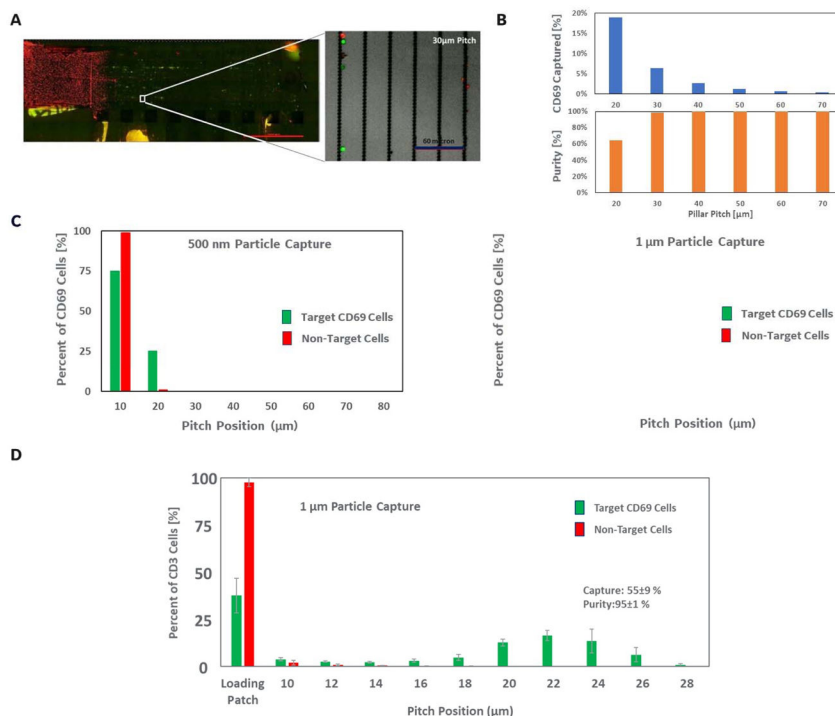 A
30µm Pitch
60 micron
B
CD69 Captured [%]
20%
15%
10%
5%
0%
20 30 40 50 60 70
Purity [%]
100%
80%
60%
40%
20%
0%
20 30 40 50 60 70
Pillar Pitch [µm]
C
Percent of CD69 Cells [%]
100
75
50
25
0
500 nm Particle Capture
Target CD69 Cells
Non-Target Cells
10 20 30 40 50 60 70 80
Pitch Position (µm)
Percent of CD69 Cells [%]
1 µm Particle Capture
Target CD69 Cells
Non-Target Cells
Pitch Position (µm)
D
Percent of CD3 Cells [%]
100
75
50
25
0
1 µm Particle Capture
Target CD69 Cells
Non-Target Cells
Capture: 55±9 %
Purity:95±1 %
Loading 10 12 14 16 18 20 22 24 26 28
Patch
Pitch Position (µm)